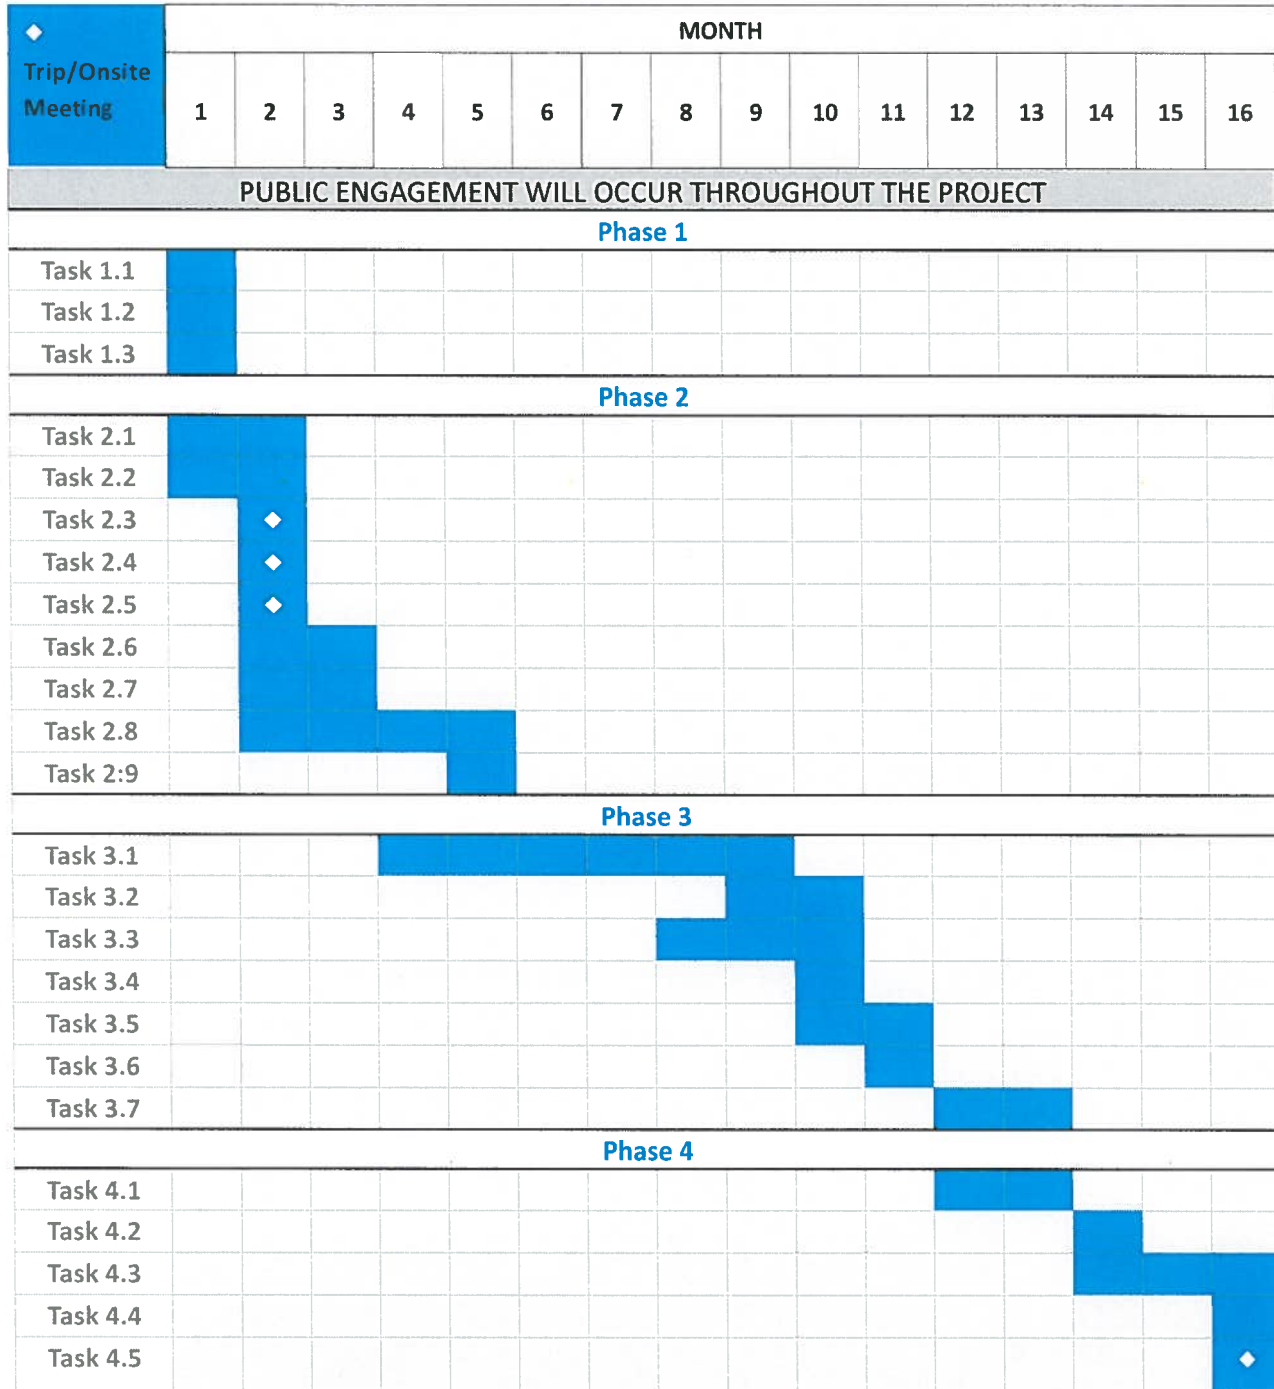 Trip/Onsite
Meeting
MONTH
1 2 3 4 5 6 7 8 9 10 11 12 13 14 15 16
PUBLIC ENGAGEMENT WILL OCCUR THROUGHOUT THE PROJECT
Phase 1
Task 1.1
Task 1.2
Task 1.3
Phase 2
Task 2.1
Task 2.2
Task 2.3
Task 2.4
Task 2.5
Task 2.6
Task 2.7
Task 2.8
Task 2:9
Phase 3
Task 3.1
Task 3.2
Task 3.3
Task 3.4
Task 3.5
Task 3.6
Task 3.7
Phase 4
Task 4.1
Task 4.2
Task 4.3
Task 4.4
Task 4.5